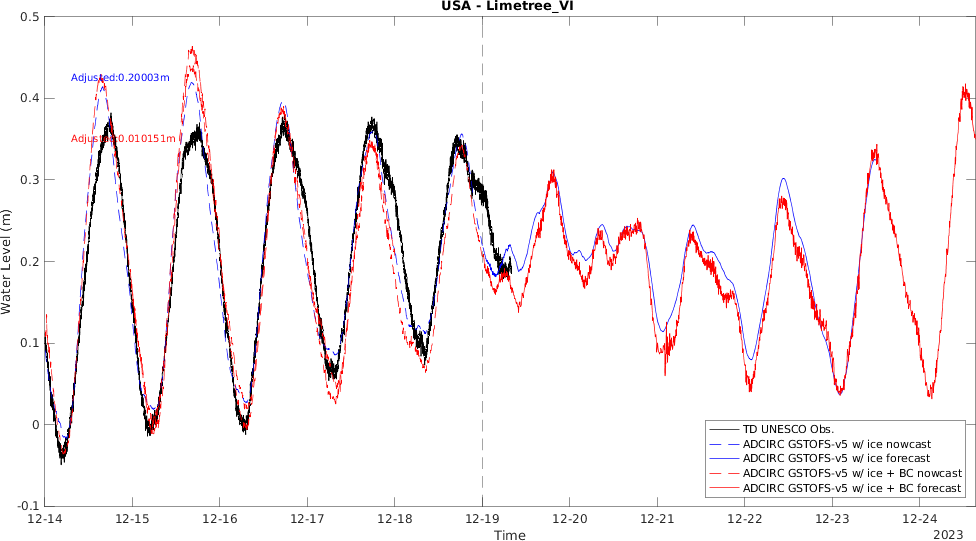 USA - Limetree_VI
0.5
0.4
0.3
0.2
0.1
0
-0.1
Water Level (m)
Adjusted:0.20003m
TD UNESCO Obs.
ADCIRC GSTOFS-v5 w/ ice nowcast
ADCIRC GSTOFS-v5 w/ ice forecast
ADCIRC GSTOFS-v5 w/ ice + BC nowcast
ADCIRC GSTOFS-v5 w/ ice + BC forecast
12-14 12-15 12-16 12-17 12-18 12-19 12-20 12-21 12-22 12-23 12-24
Time
2023